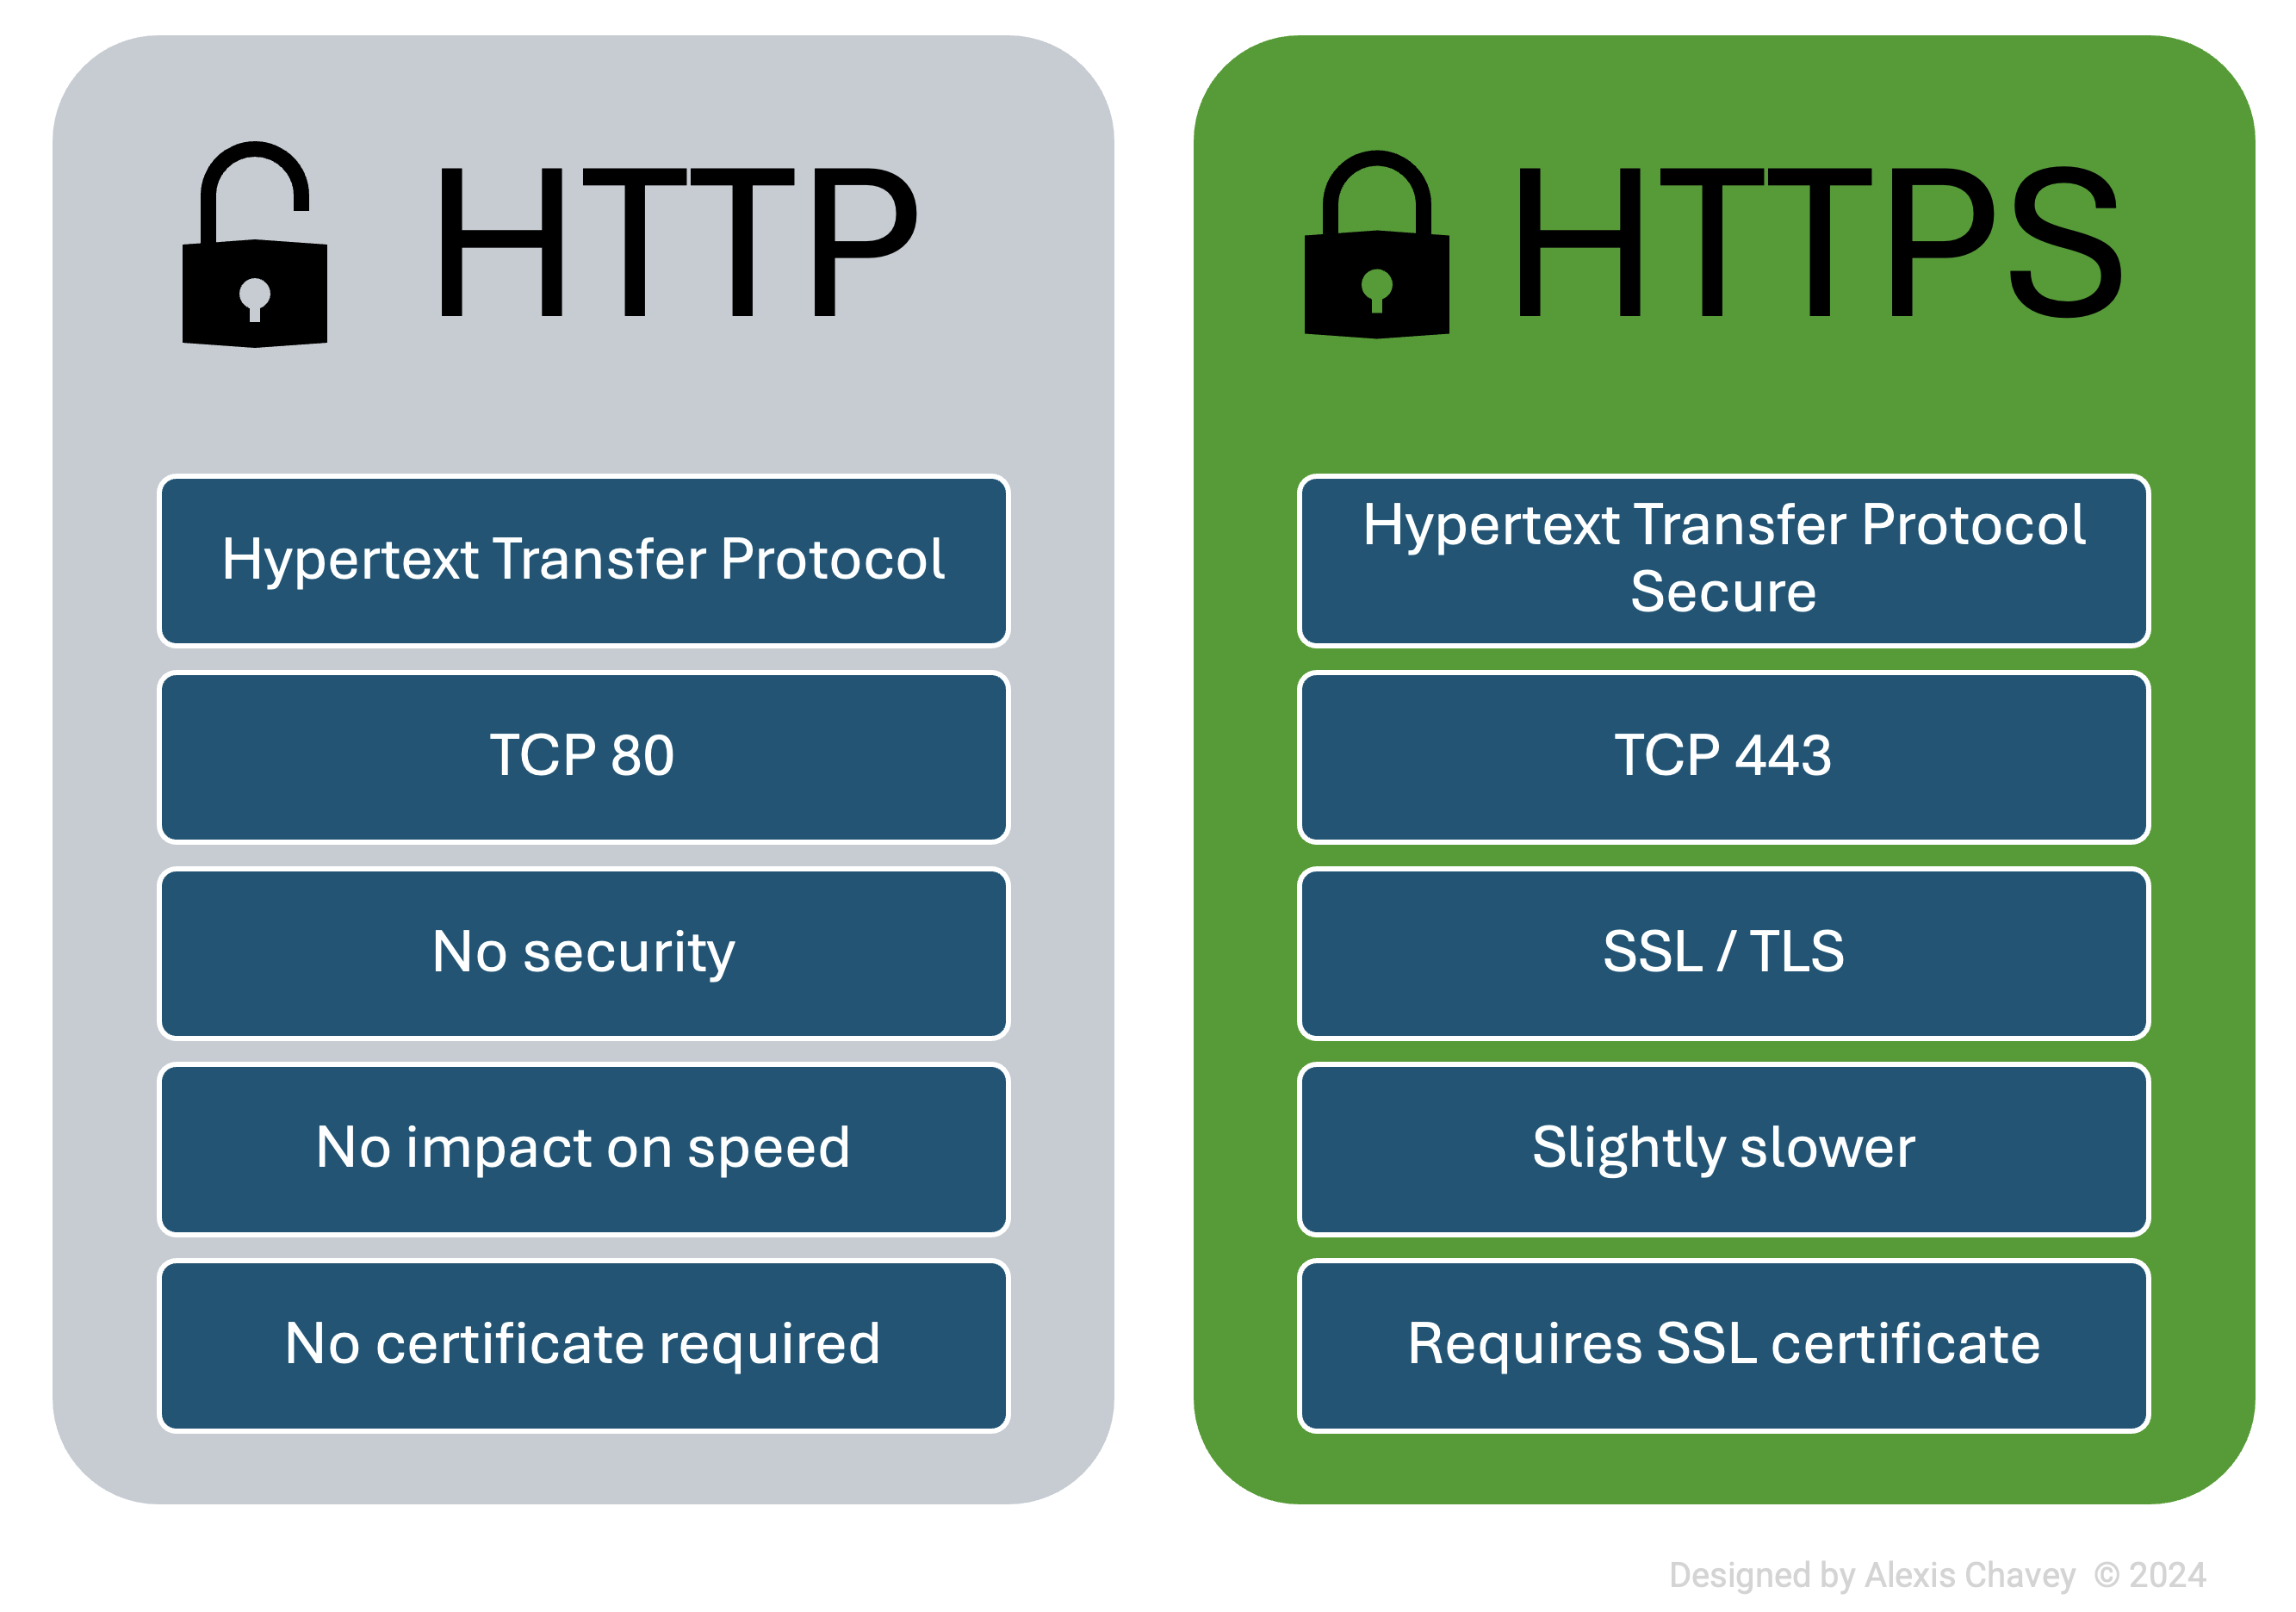 HTTP
Hypertext Transfer Protocol
TCP 80
No security
No impact on speed
No certificate required
HTTPS
Hypertext Transfer Protocol
Secure
TCP 443
SSL / TLS
Slightly slower
Requires SSL certificate
Designed by Alexis Chavey © 2024